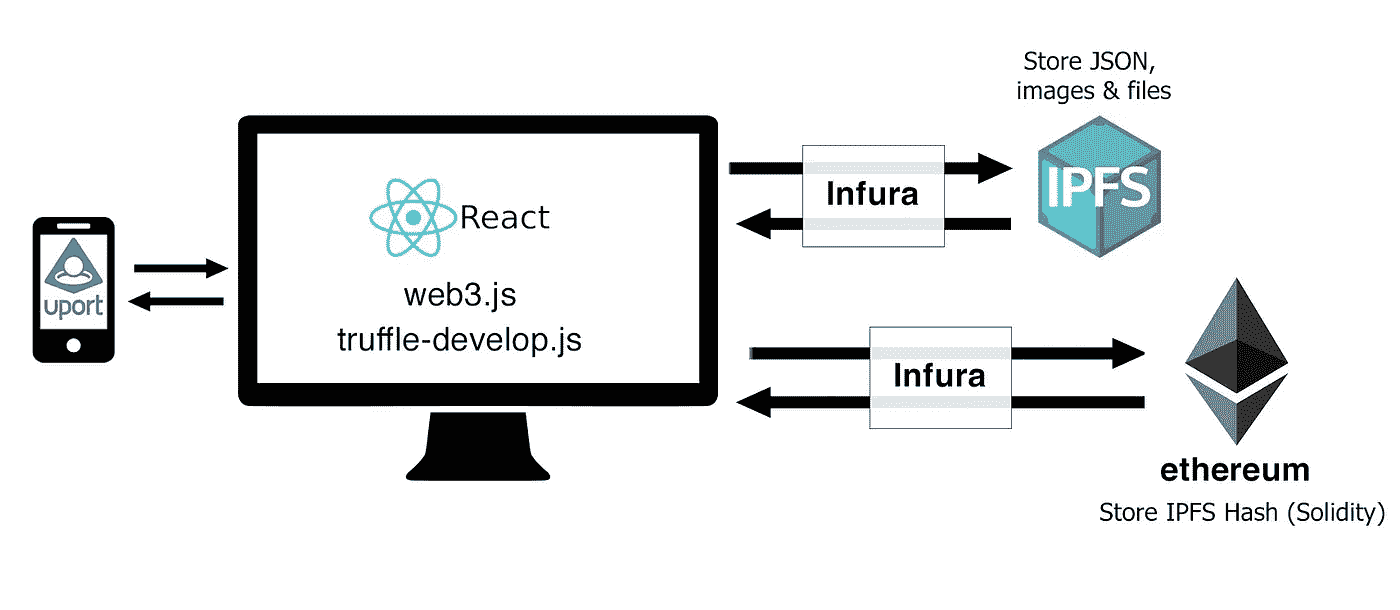 Store JSON,
images & files
IPFS
Infura
React
web3.js
truffle-develop.js
uport
Infura
ethereum
Store IPFS Hash (Solidity)